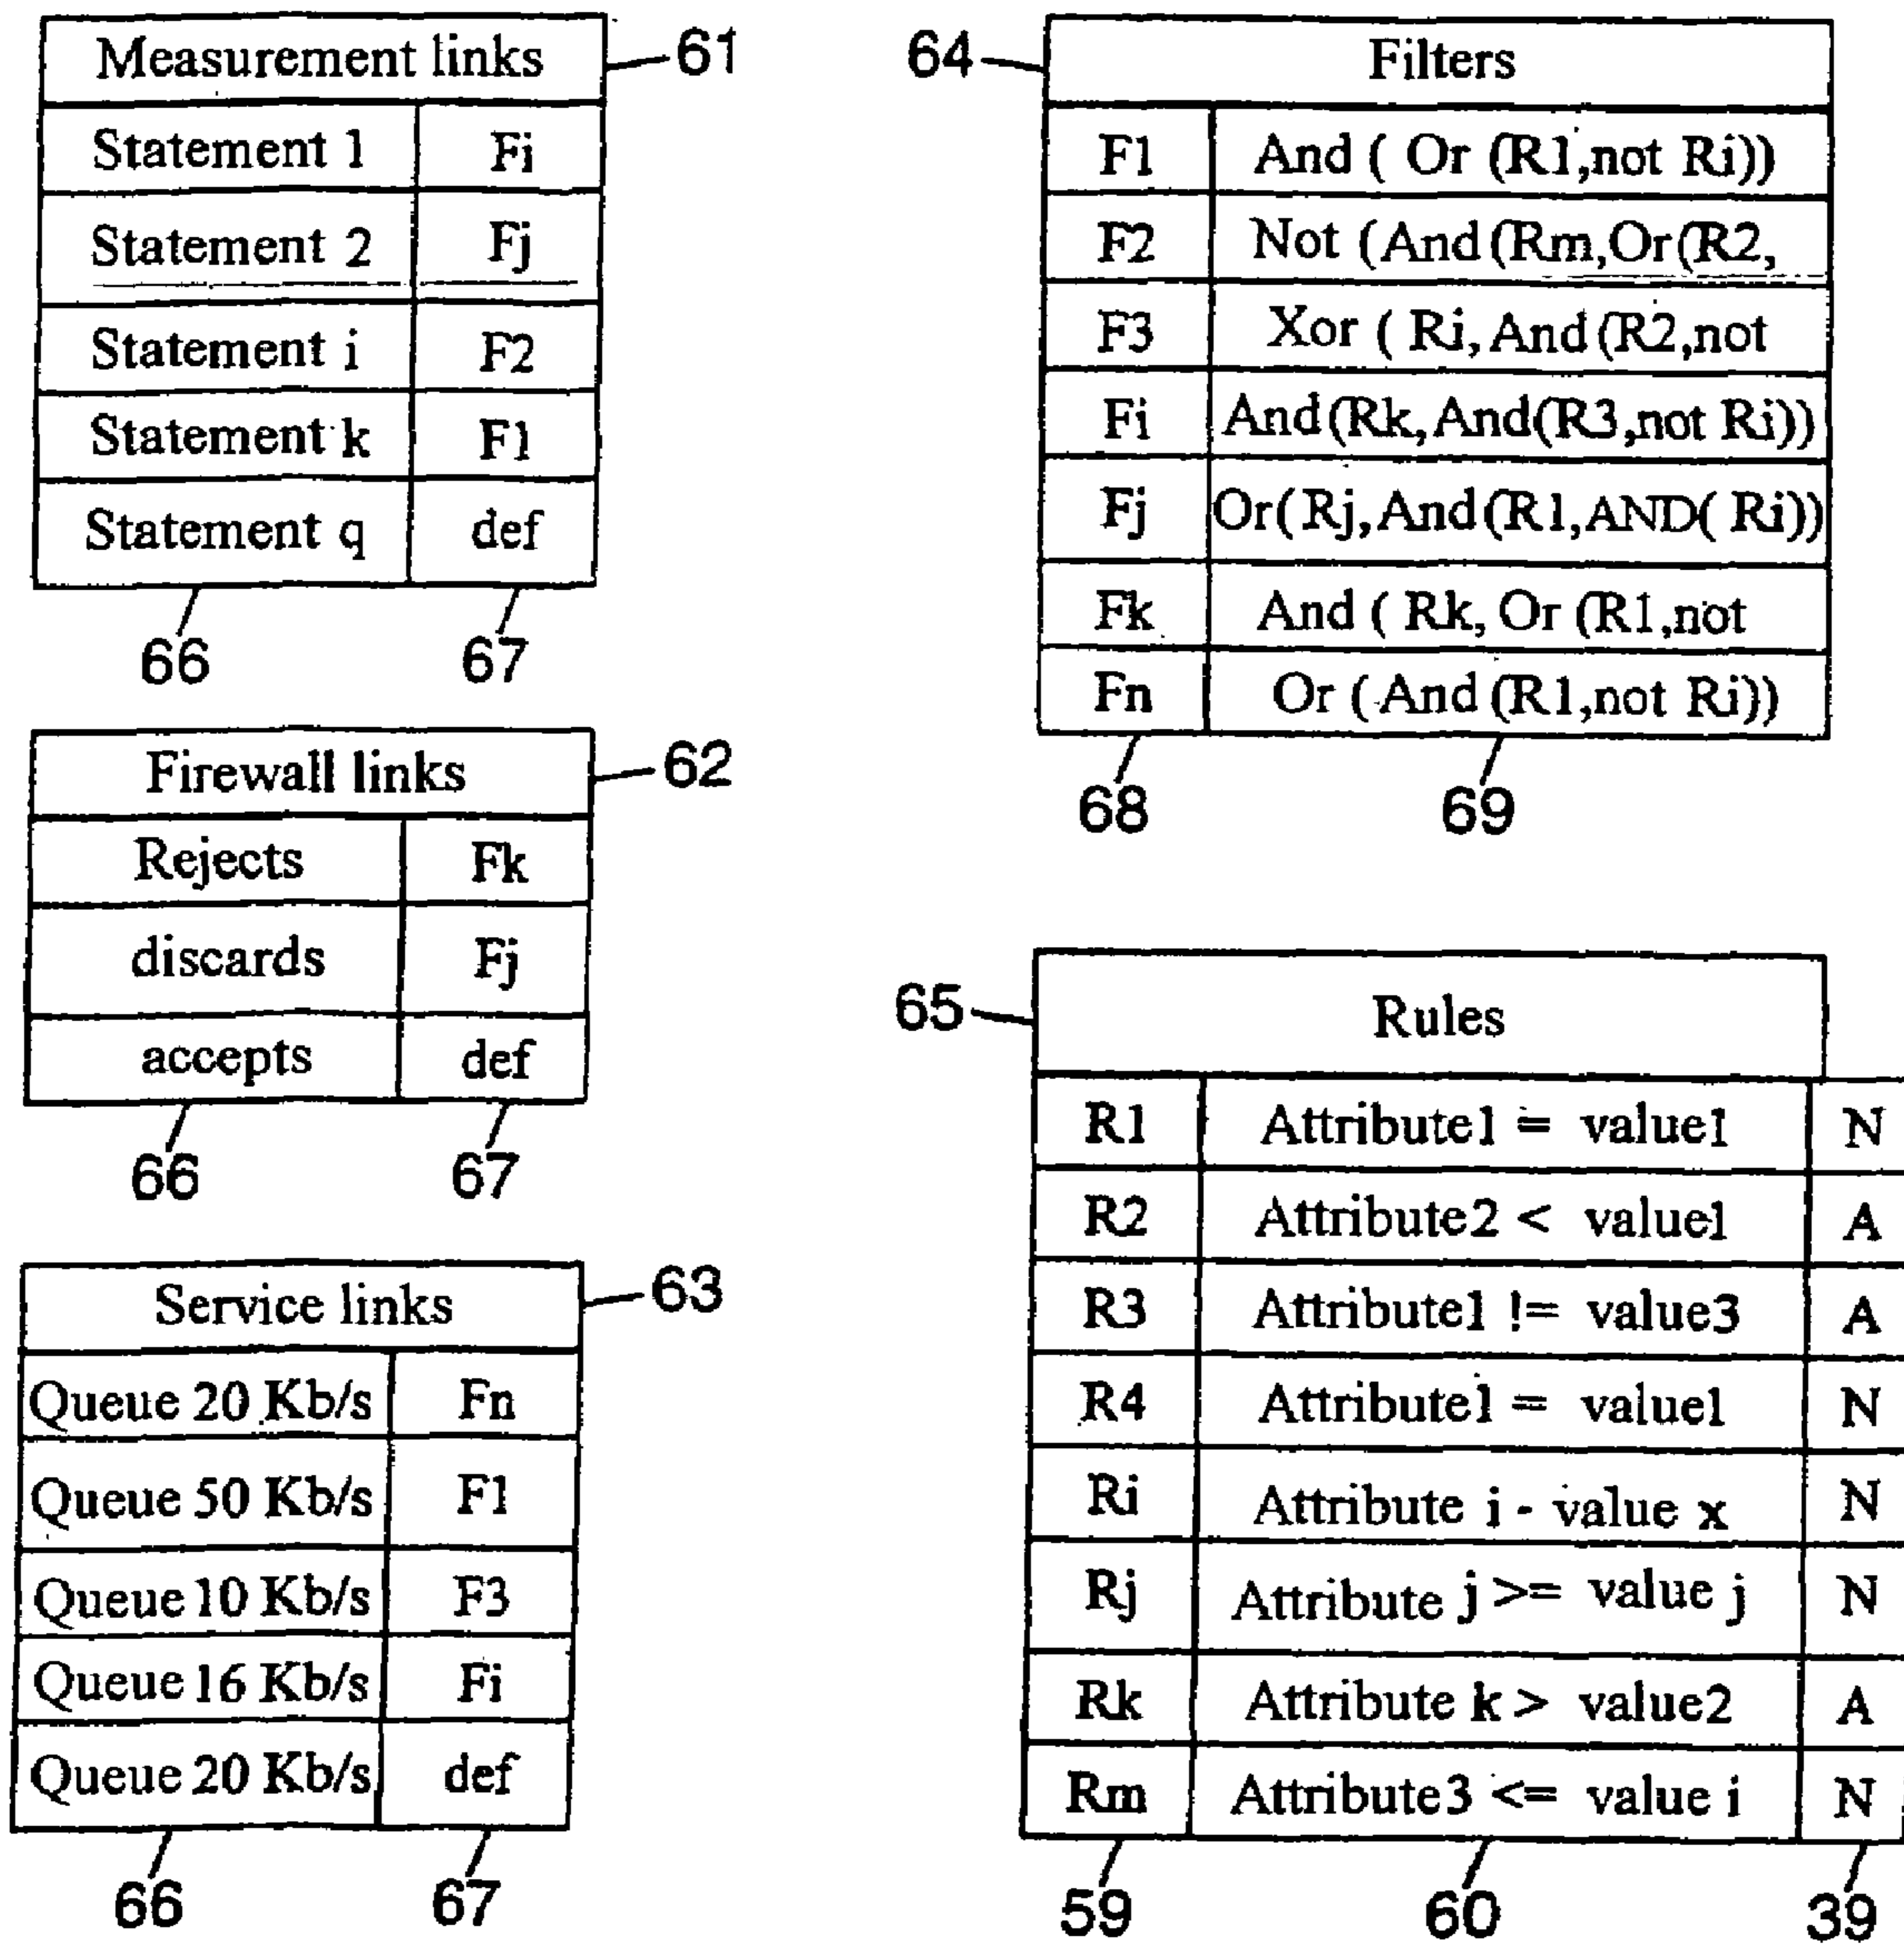 Measurement links 61
Statement 1 Fi
Statement 2 Fj
Statement i F2
Statement k F1
Statement q def
66 67
Firewall links 62
Rejects Fk
discards Fj
accepts def
66 67
Service links 63
Queue 20 Kb/s Fn
Queue 50 Kb/s F1
Queue 10 Kb/s F3
Queue 16 Kb/s Fi
Queue 20 Kb/s def
66 67
64 Filters
F1 And ( Or (R1,not Ri))
F2 Not (And (Rm,Or(R2,
F3 Xor ( Ri, And (R2,not
Fi And (Rk, And(R3,not Ri))
Fj Or( Rj, And (R1,AND( Ri))
Fk And ( Rk, Or (R1,not
Fn Or ( And (R1,not Ri))
68 69
65 Rules
R1 Attribute1 = value1 N
R2 Attribute2 < value1 A
R3 Attribute1 != value3 A
R4 Attribute1 = value1 N
Ri Attribute i - value x N
Rj Attribute j >= value j N
Rk Attribute k > value2 A
Rm Attribute3 <= value i N
59 60 39